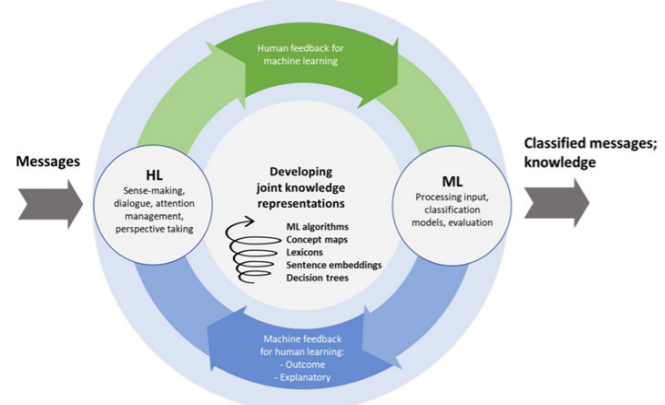 Human feedback for
machine learning
Messages
HL
Sense-making,
dialogue, attention
management,
perspective taking
Developing
joint knowledge
representations
ML algorithms
Concept maps
Lexicons
Sentence embeddings
Decision trees
ML
Processing input,
classification
models, evaluation
Classified messages;
knowledge
Machine feedback
for human learning:
- Outcome
- Explanatory